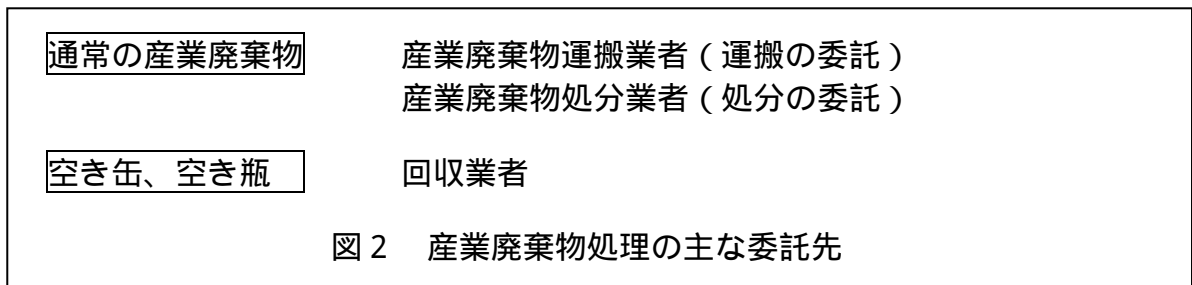 通常の産業廃棄物　産業廃棄物運搬業者（運搬の委託）
産業廃棄物処分業者（処分の委託）
空き缶、空き瓶　回収業者
図２　産業廃棄物処理の主な委託先